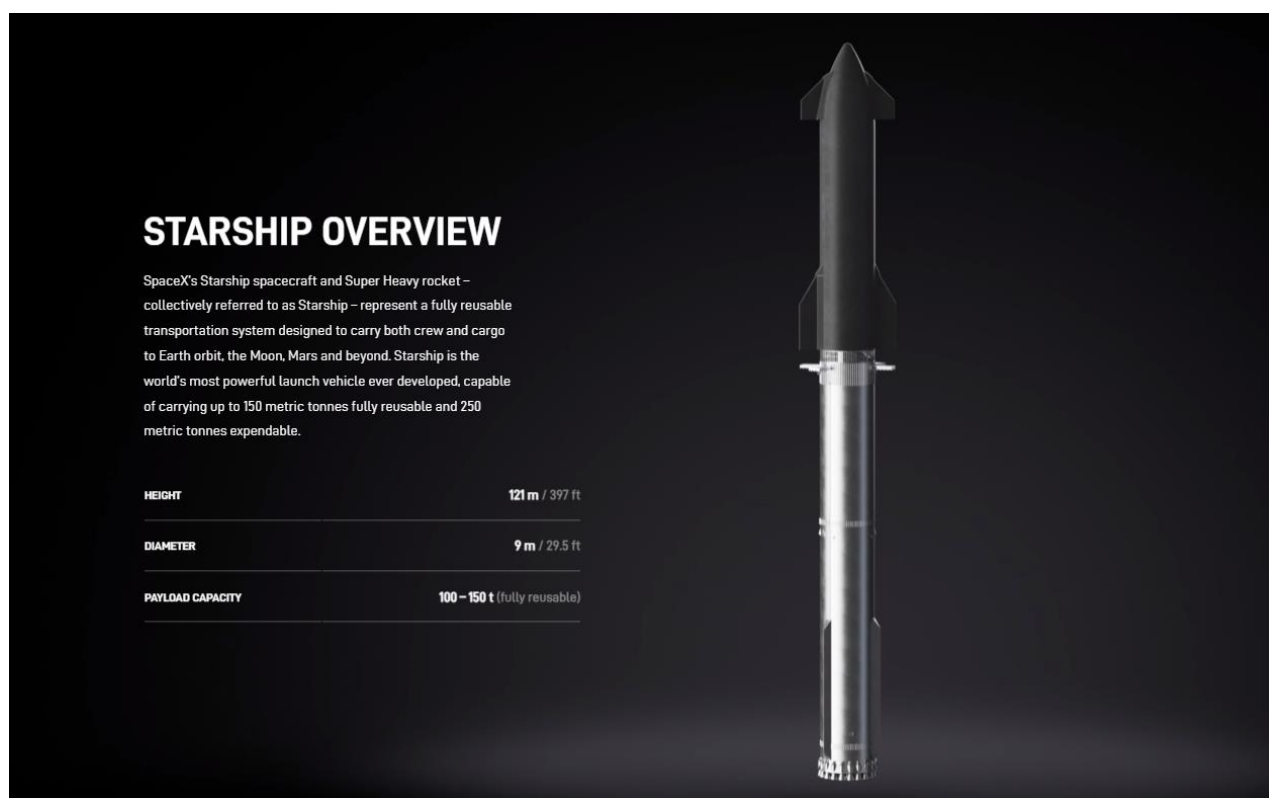 STARSHIP OVERVIEW
SpaceX's Starship spacecraft and Super Heavy rocket –
collectively referred to as Starship – represent a fully reusable
transportation system designed to carry both crew and cargo
to Earth orbit, the Moon, Mars and beyond. Starship is the
world's most powerful launch vehicle ever developed, capable
of carrying up to 150 metric tonnes fully reusable and 250
metric tonnes expendable.
HEIGHT 121 m / 397 ft
DIAMETER 9 m / 29.5 ft
PAYLOAD CAPACITY 100 – 150 t (fully reusable)